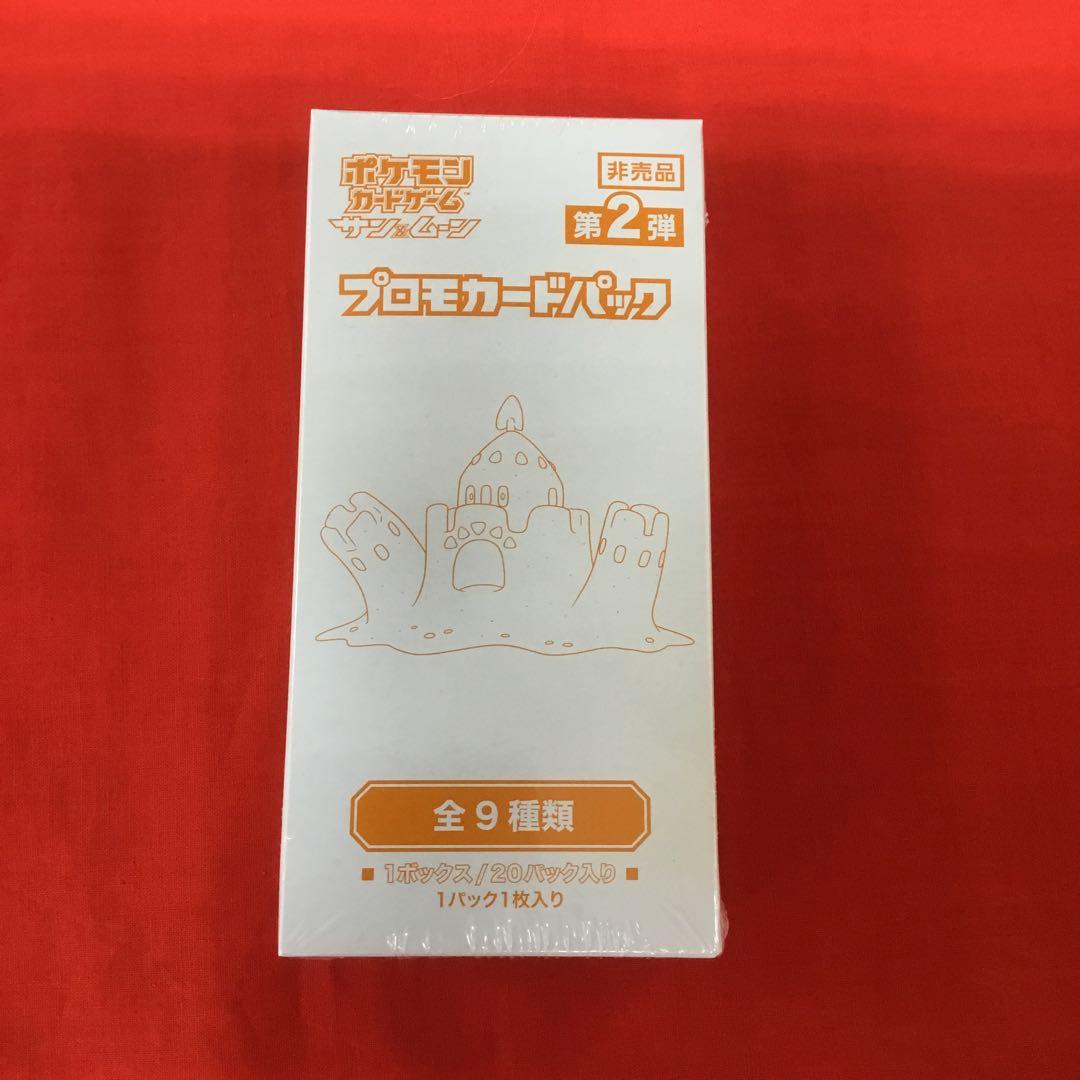 ポケモン
カードゲーム™
サン&ムーン
非売品
第2弾
プロモカードパック
全9種類
■ 1ボックス/20パック入り ■
1パック1枚入り